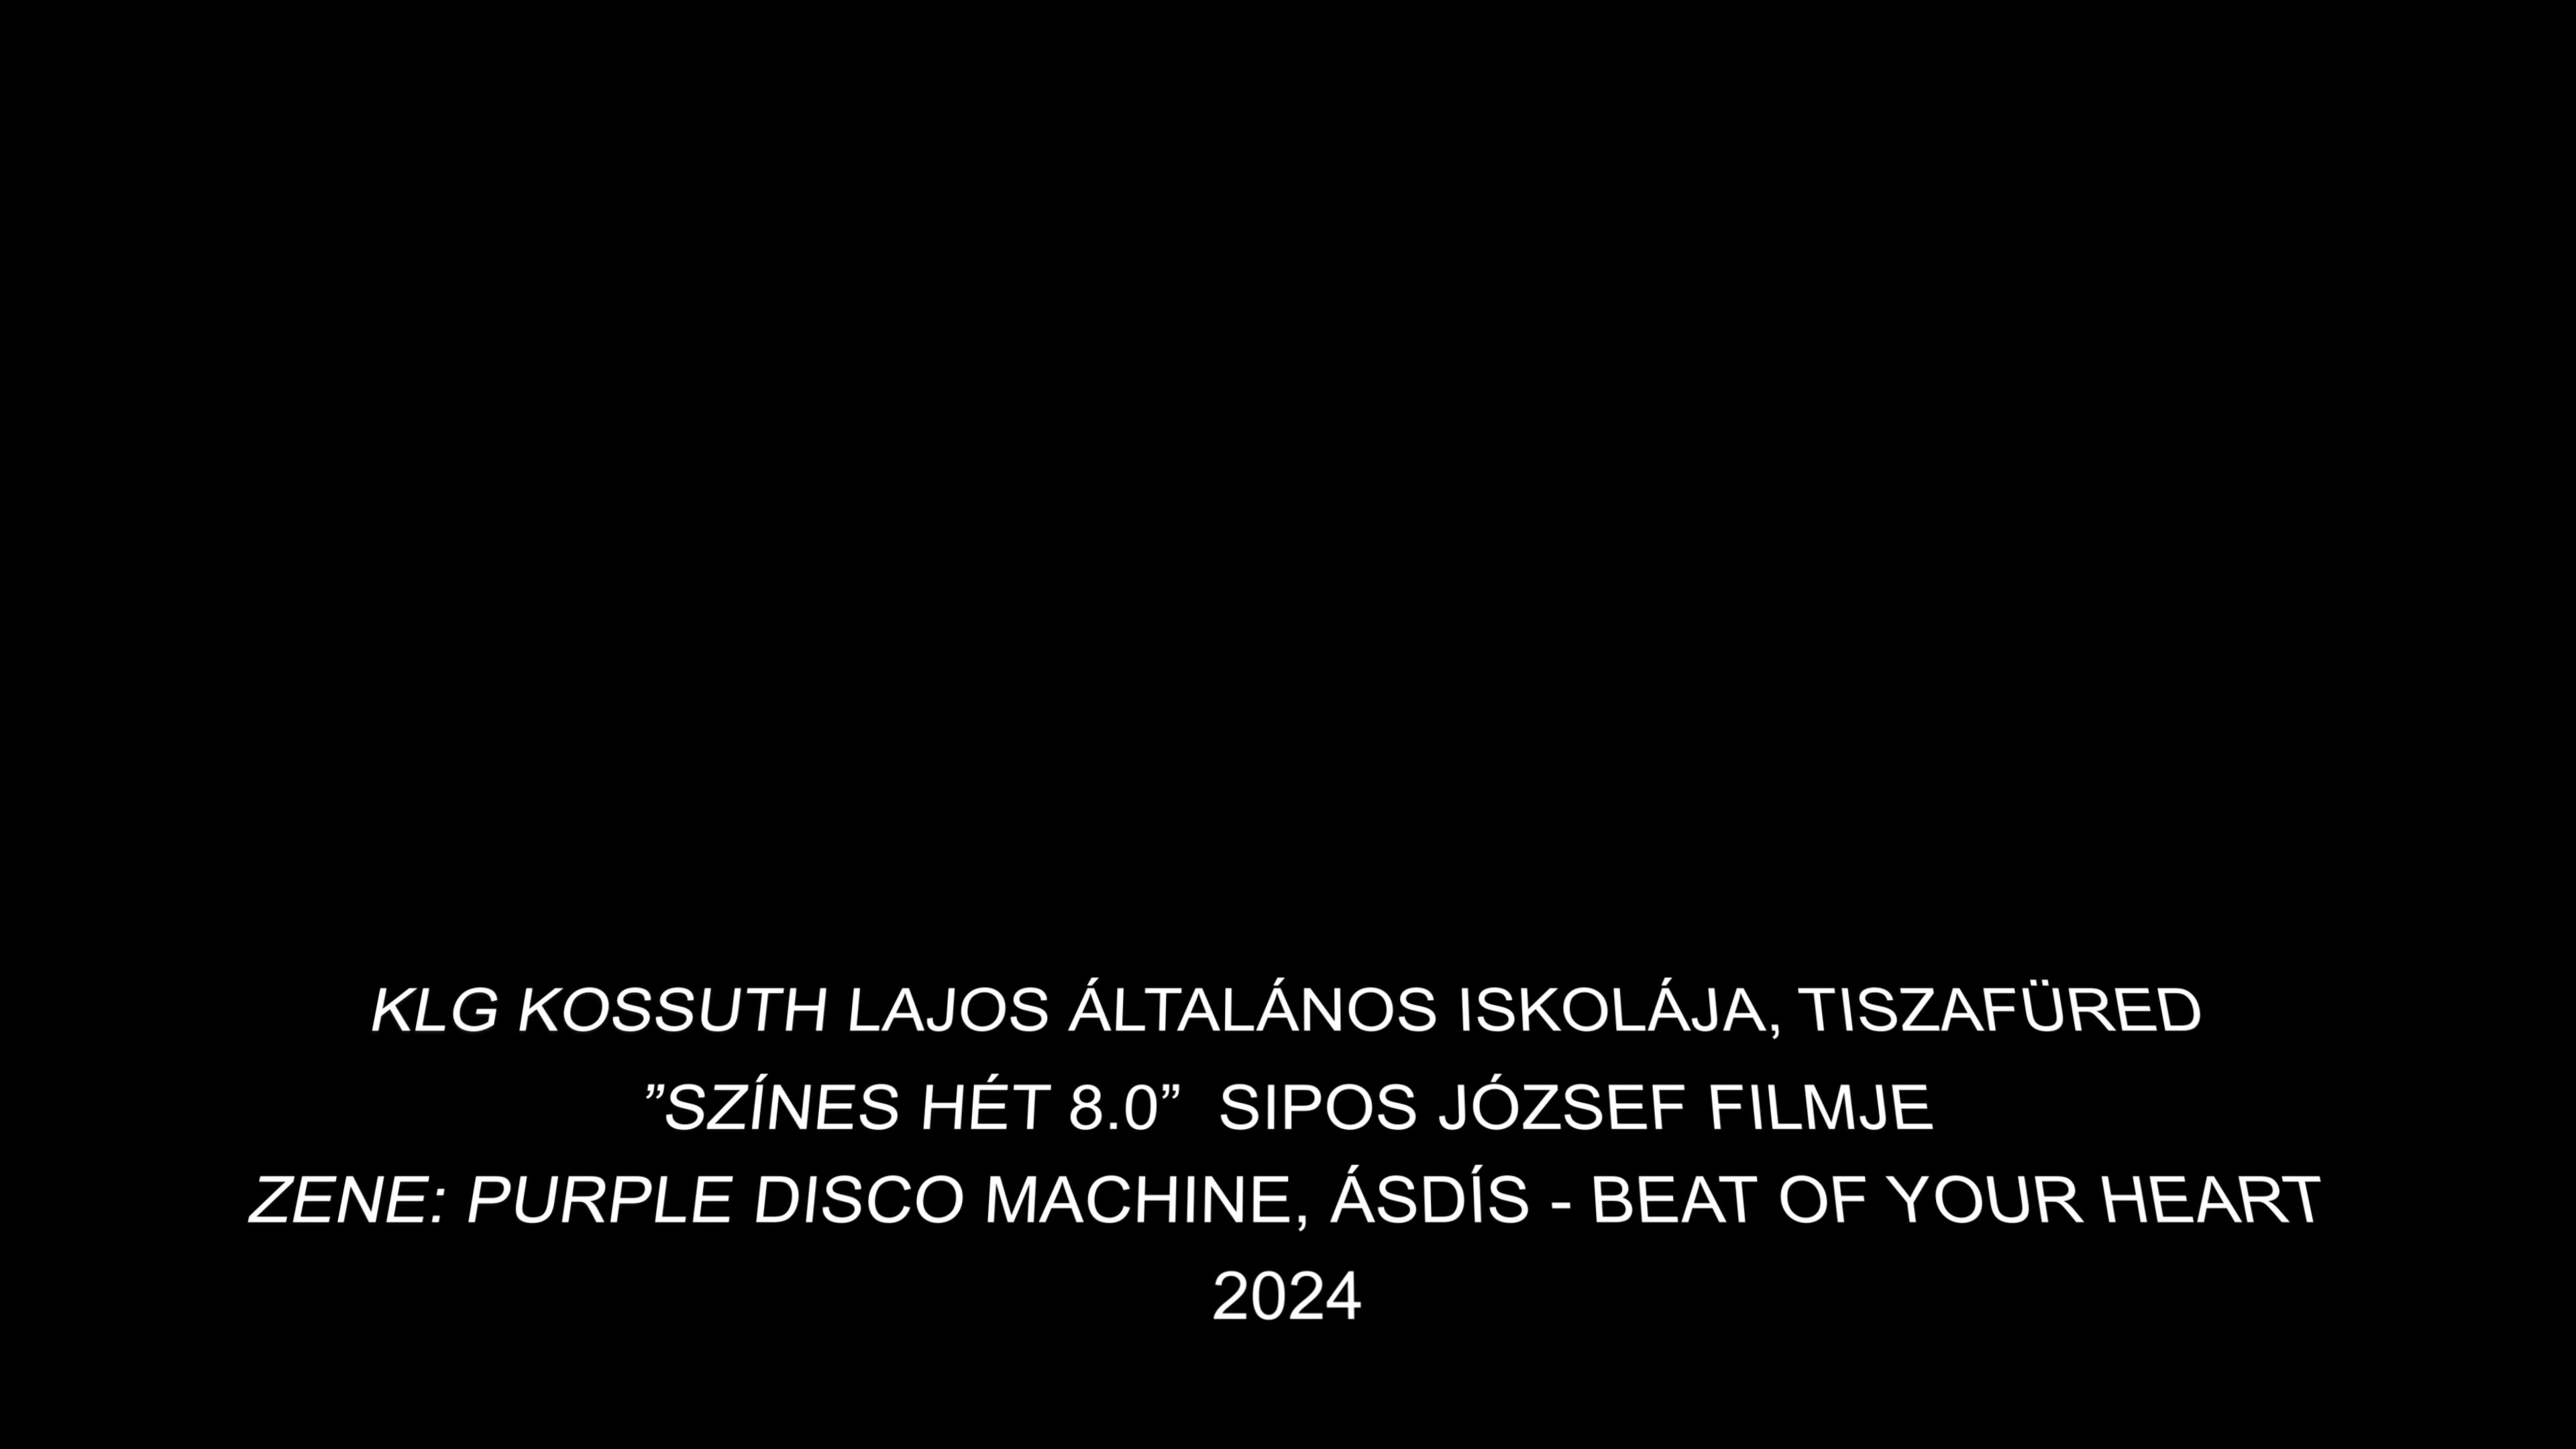 KLG KOSSUTH LAJOS ÁLTALÁNOS ISKOLÁJA, TISZAFÜRED
”SZÍNES HÉT 8.0”  SIPOS JÓZSEF FILMJE
ZENE: PURPLE DISCO MACHINE, ÁSDÍS - BEAT OF YOUR HEART
2024